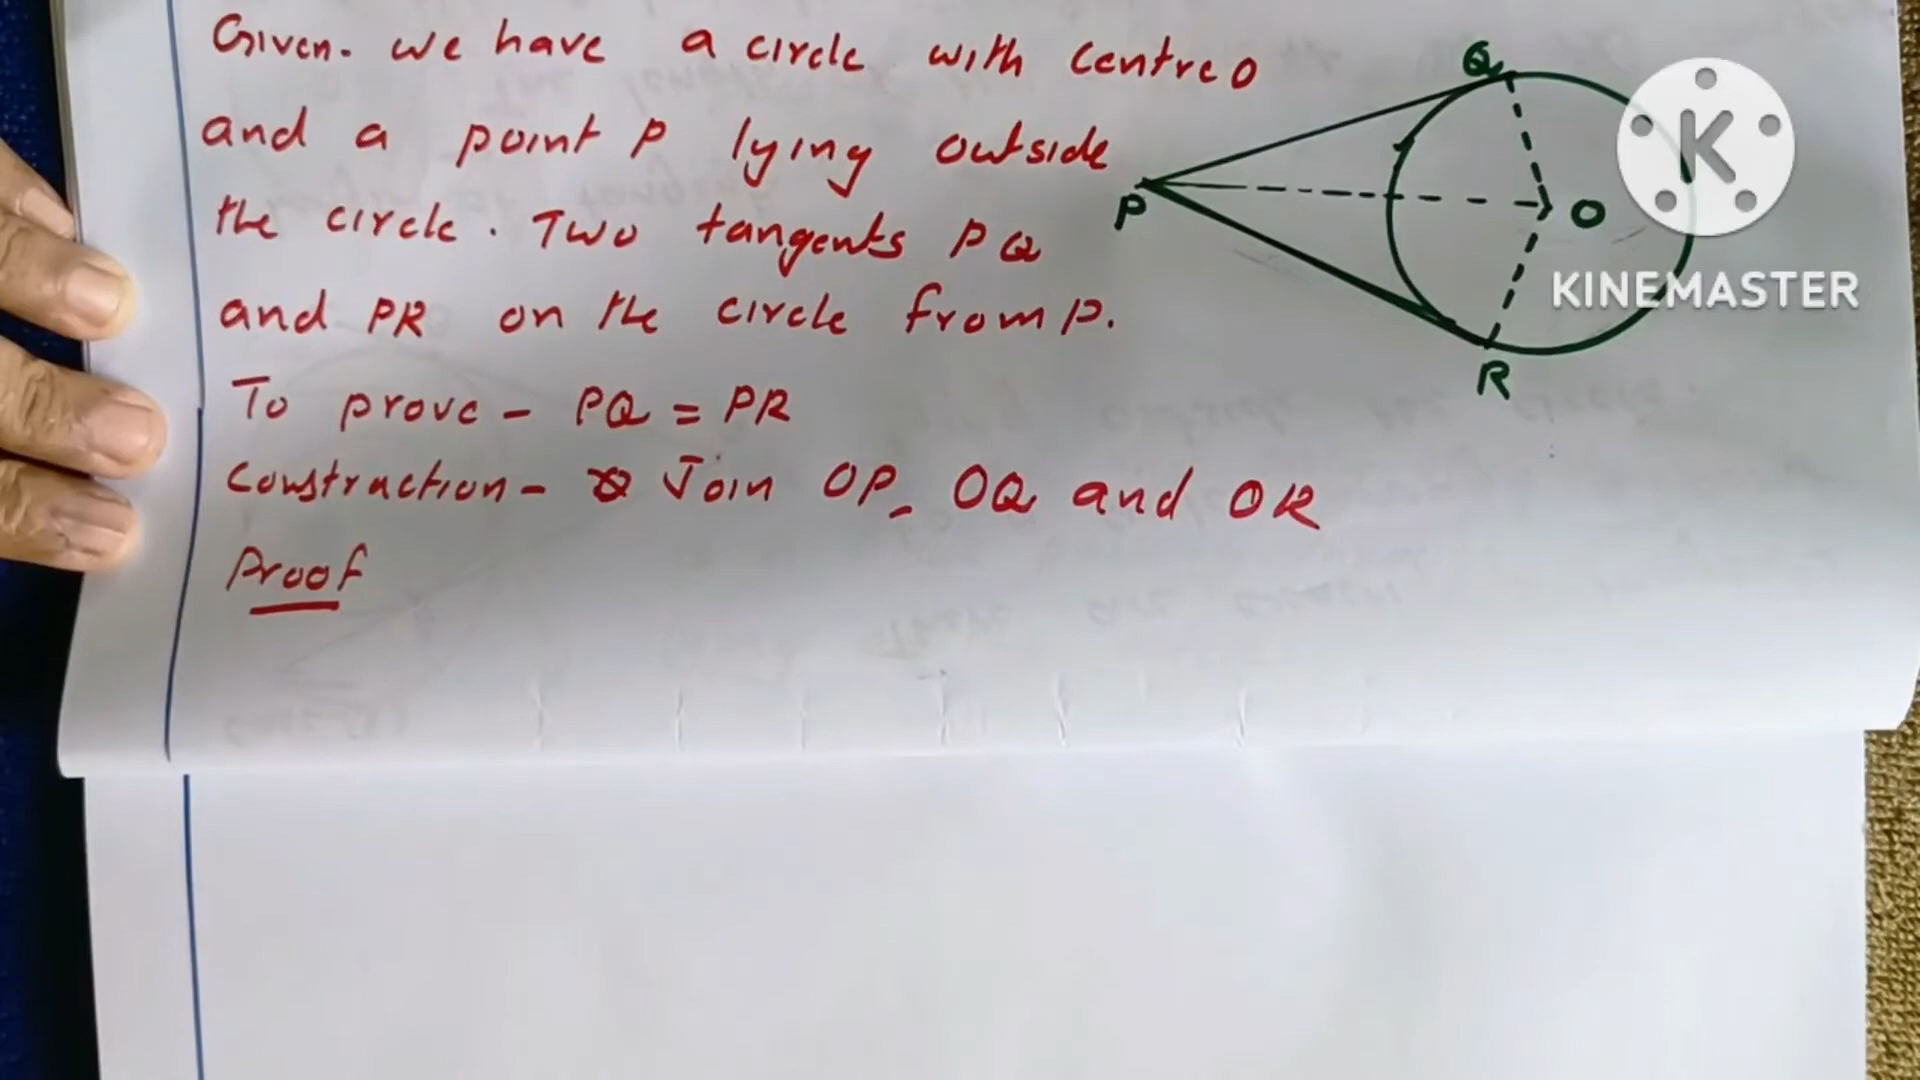 Given. we have a circle with centre O
and a point P lying outside
the circle. Two tangents PQ
and PR on the circle from P.
To prove - PQ = PR
Construction - Join OP, OQ and OR
Proof
Q
P
O
R
K
KINEMASTER